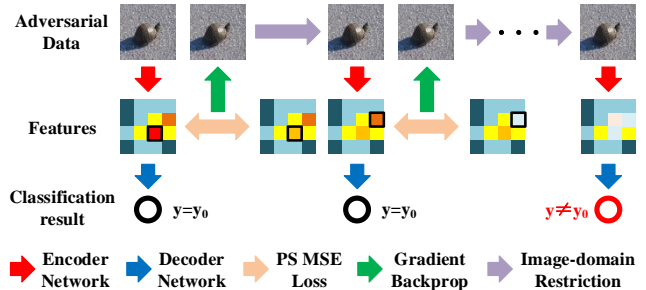 Adversarial
Data
Features
Classification
result
y=y₀
y=y₀
y≠y₀
Encoder
Network
Decoder
Network
PS MSE
Loss
Gradient
Backprop
Image-domain
Restriction